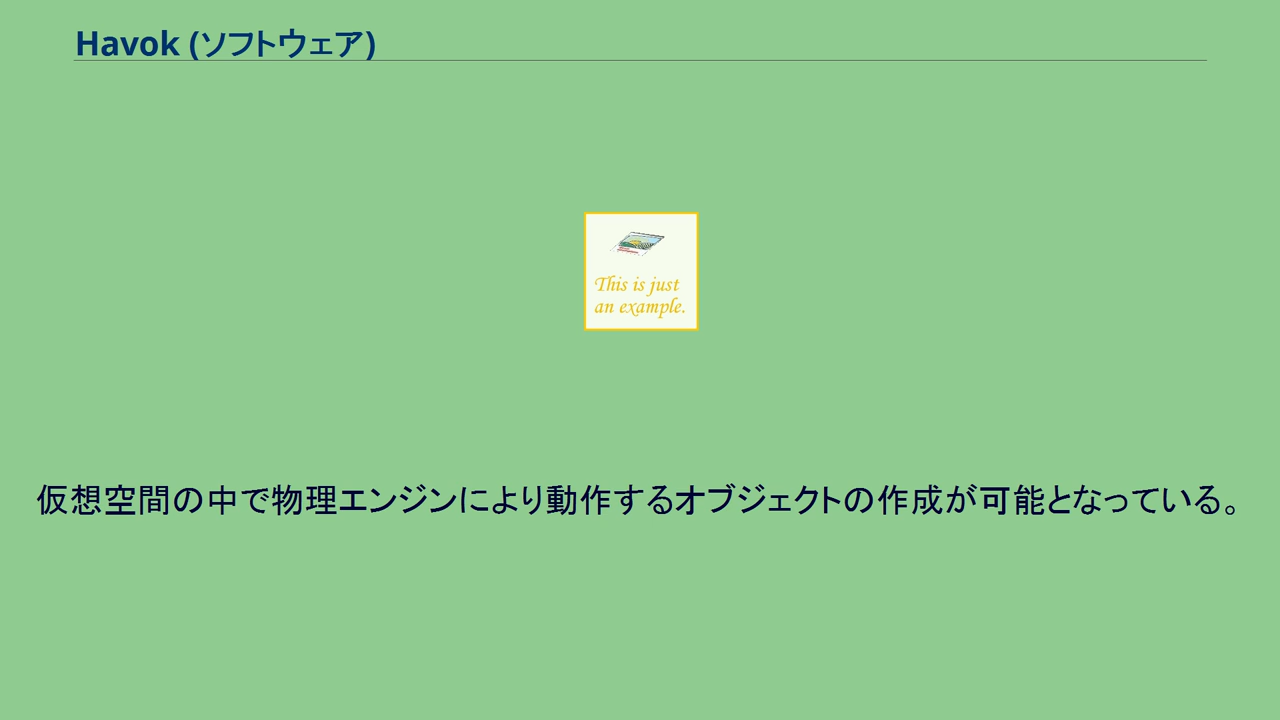 Havok (ソフトウェア)
This is just
an example.
仮想空間の中で物理エンジンにより動作するオブジェクトの作成が可能となっている。